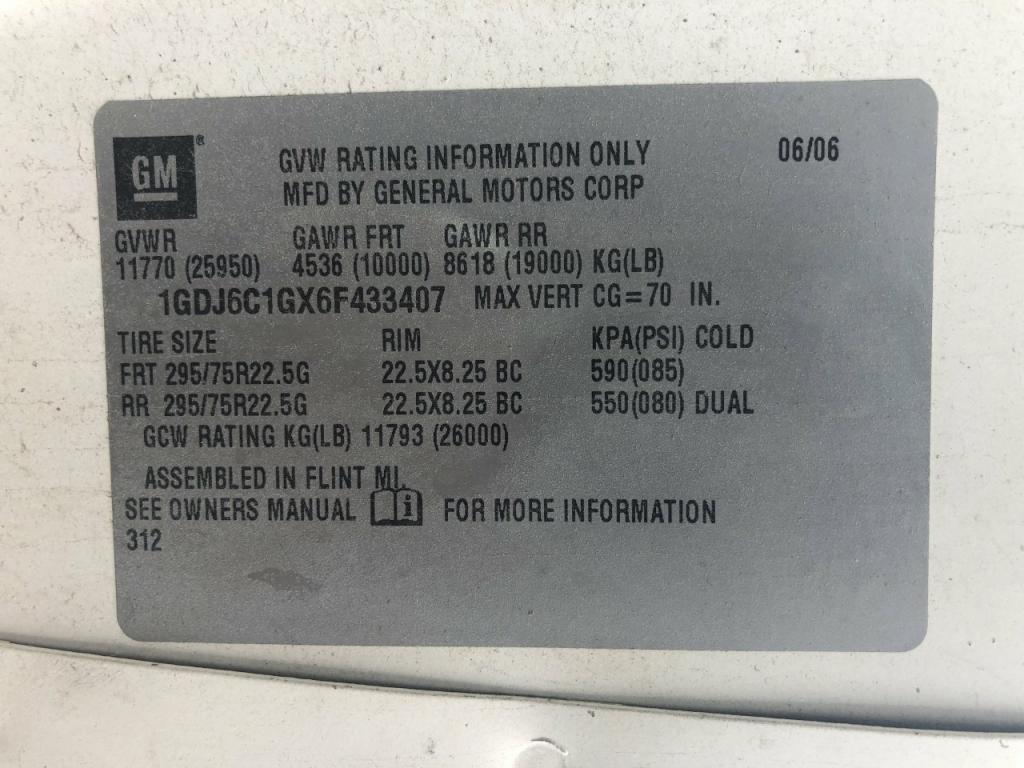 GM®
GVW RATING INFORMATION ONLY 06/06
MFD BY GENERAL MOTORS CORP
GVWR GAWR FRT GAWR RR
11770 (25950) 4536 (10000) 8618 (19000) KG(LB)
1GDJ6C1GX6F433407 MAX VERT CG=70 IN.
TIRE SIZE RIM KPA(PSI) COLD
FRT 295/75R22.5G 22.5X8.25 BC 590(085)
RR 295/75R22.5G 22.5X8.25 BC 550(080) DUAL
GCW RATING KG(LB) 11793 (26000)
ASSEMBLED IN FLINT MI.
SEE OWNERS MANUAL i FOR MORE INFORMATION
312